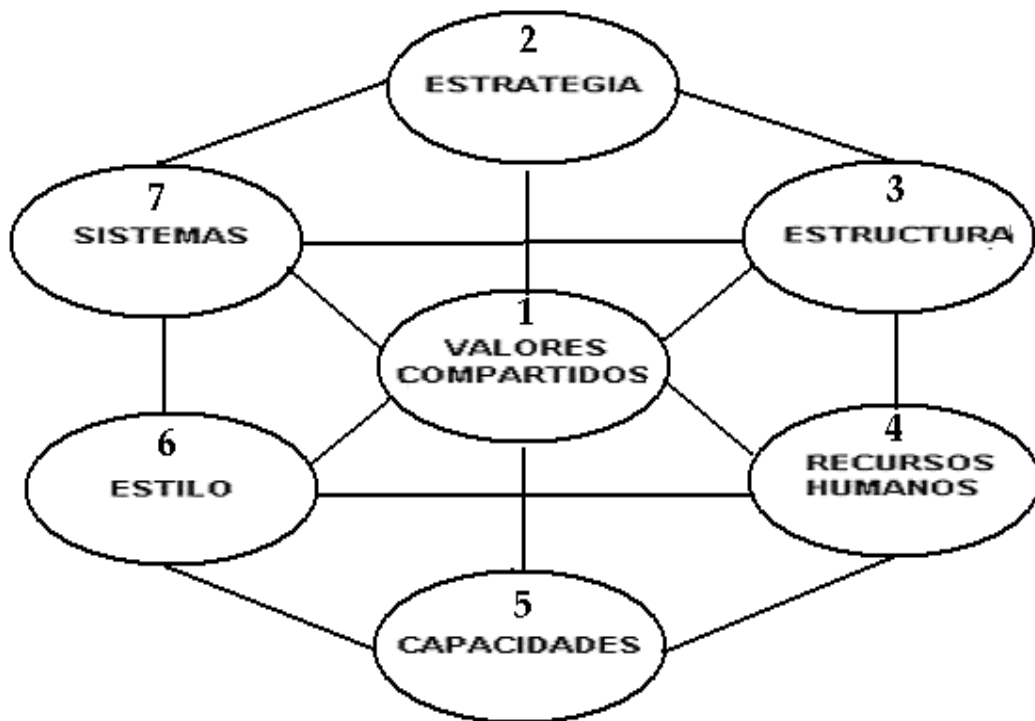 2
ESTRATEGIA
7
SISTEMAS
3
ESTRUCTURA
1
VALORES
COMPARTIDOS
6
ESTILO
4
RECURSOS
HUMANOS
5
CAPACIDADES